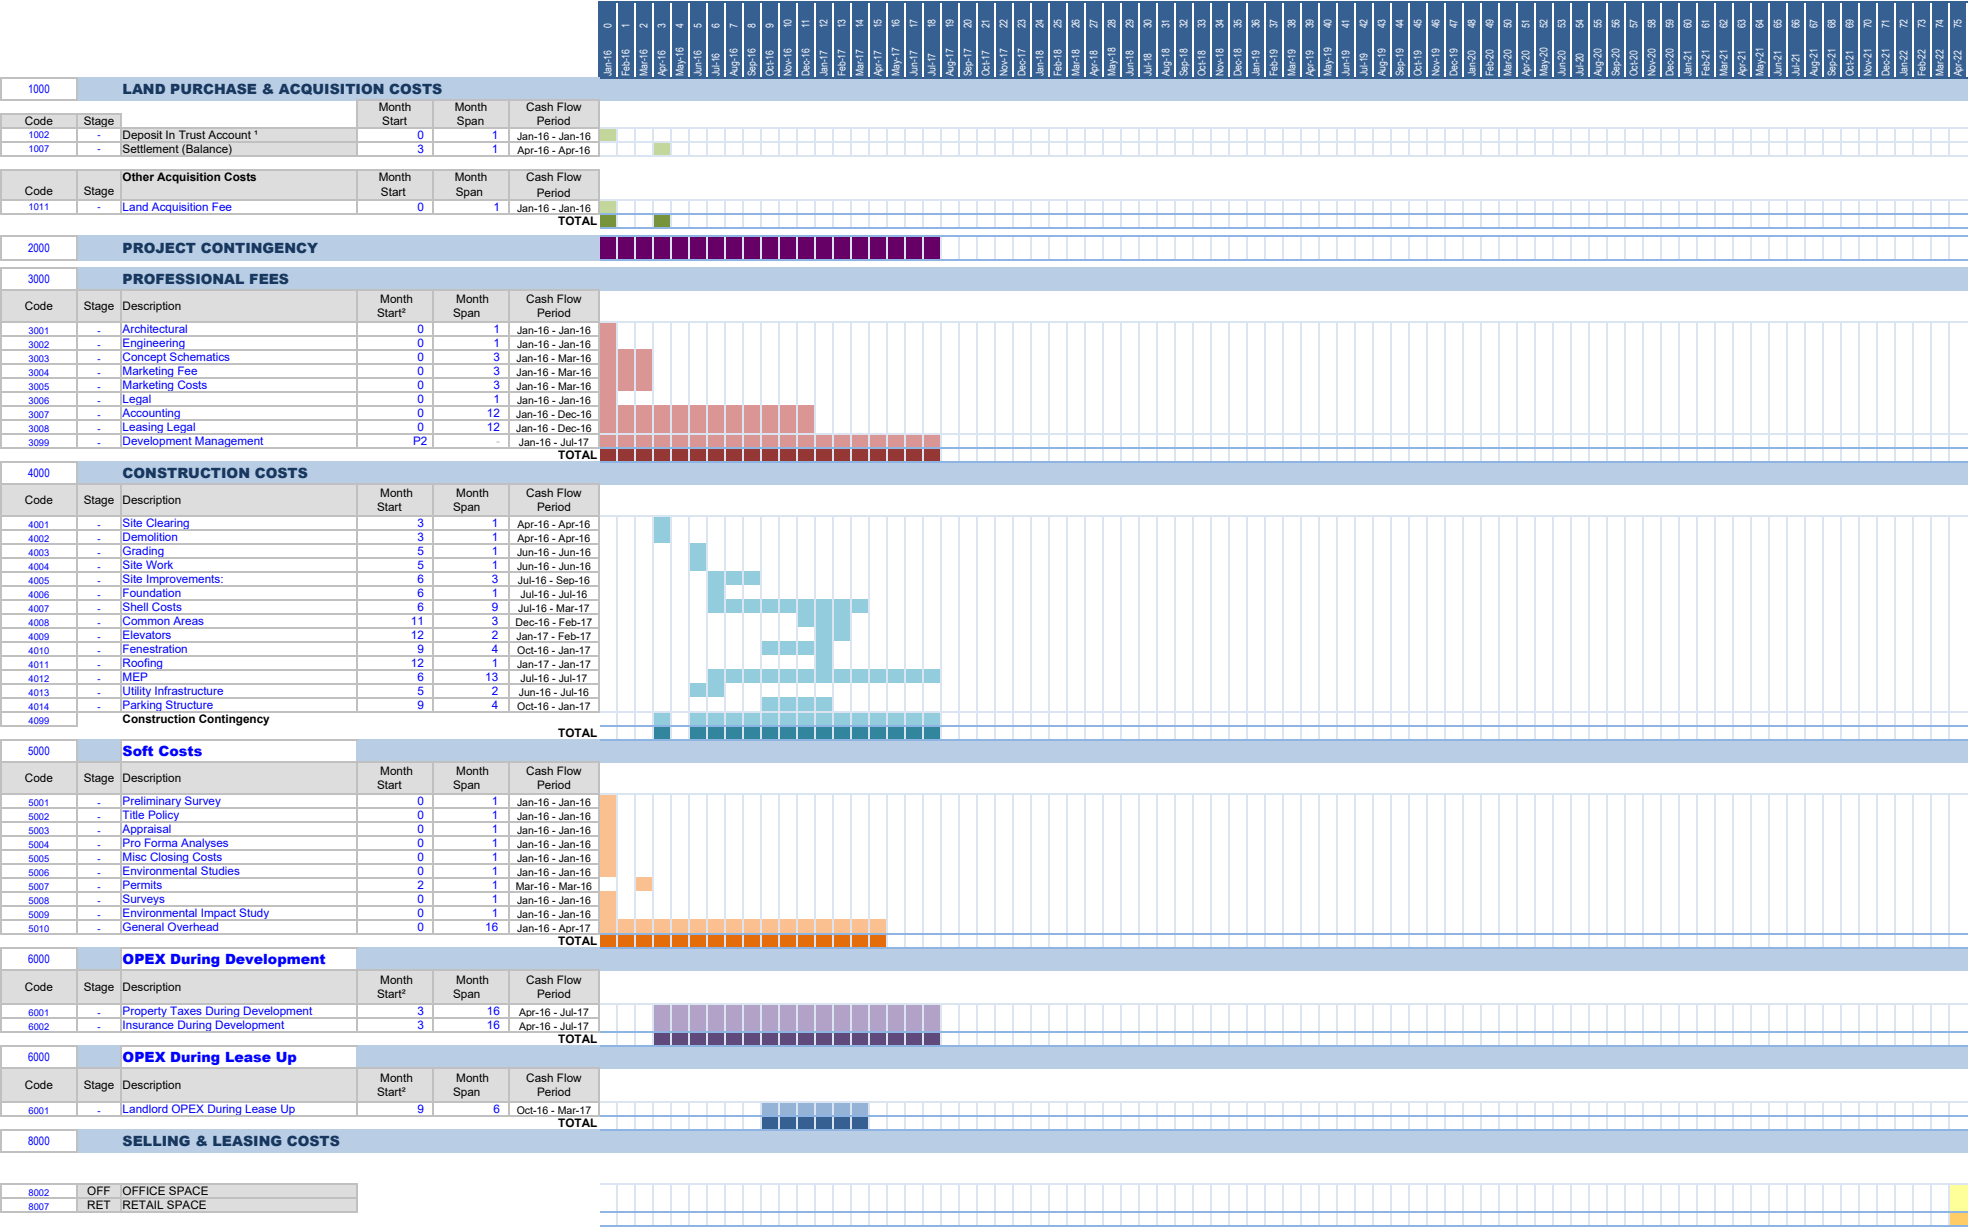 0 1 2 3 4 5 6 7 8 9 10 11 12 13 14 15 16 17 18 19 20 21 22 23 24 25 26 27 28 29 30 31 32 33 34 35 36 37 38 39 40 41 42 43 44 45 46 47 48 49 50 51 52 53 54 55 56 57 58 59 60 61 62 63 64 65 66 67 68 69 70 71 72 73 74 75
Jan-16 Feb-16 Mar-16 Apr-16 May-16 Jun-16 Jul-16 Aug-16 Sep-16 Oct-16 Nov-16 Dec-16 Jan-17 Feb-17 Mar-17 Apr-17 May-17 Jun-17 Jul-17 Aug-17 Sep-17 Oct-17 Nov-17 Dec-17 Jan-18 Feb-18 Mar-18 Apr-18 May-18 Jun-18 Jul-18 Aug-18 Sep-18 Oct-18 Nov-18 Dec-18 Jan-19 Feb-19 Mar-19 Apr-19 May-19 Jun-19 Jul-19 Aug-19 Sep-19 Oct-19 Nov-19 Dec-19 Jan-20 Feb-20 Mar-20 Apr-20 May-20 Jun-20 Jul-20 Aug-20 Sep-20 Oct-20 Nov-20 Dec-20 Jan-21 Feb-21 Mar-21 Apr-21 May-21 Jun-21 Jul-21 Aug-21 Sep-21 Oct-21 Nov-21 Dec-21 Jan-22 Feb-22 Mar-22 Apr-22
1000 LAND PURCHASE & ACQUISITION COSTS
Month Month Cash Flow
Code Stage Start Span Period
1002 - Deposit In Trust Account ¹ 0 1 Jan-16 - Jan-16
1007 - Settlement (Balance) 3 1 Apr-16 - Apr-16
Other Acquisition Costs Month Month Cash Flow
Code Stage Start Span Period
1011 - Land Acquisition Fee 0 1 Jan-16 - Jan-16
TOTAL
2000 PROJECT CONTINGENCY
3000 PROFESSIONAL FEES
Month Month Cash Flow
Code Stage Description Start² Span Period
3001 - Architectural 0 1 Jan-16 - Jan-16
3002 - Engineering 0 1 Jan-16 - Jan-16
3003 - Concept Schematics 0 3 Jan-16 - Mar-16
3004 - Marketing Fee 0 3 Jan-16 - Mar-16
3005 - Marketing Costs 0 3 Jan-16 - Mar-16
3006 - Legal 0 1 Jan-16 - Jan-16
3007 - Accounting 0 12 Jan-16 - Dec-16
3008 - Leasing Legal 0 12 Jan-16 - Dec-16
3099 - Development Management P2 - Jan-16 - Jul-17
TOTAL
4000 CONSTRUCTION COSTS
Month Month Cash Flow
Code Stage Description Start Span Period
4001 - Site Clearing 3 1 Apr-16 - Apr-16
4002 - Demolition 3 1 Apr-16 - Apr-16
4003 - Grading 5 1 Jun-16 - Jun-16
4004 - Site Work 5 1 Jun-16 - Jun-16
4005 - Site Improvements: 6 3 Jul-16 - Sep-16
4006 - Foundation 6 1 Jul-16 - Jul-16
4007 - Shell Costs 6 9 Jul-16 - Mar-17
4008 - Common Areas 11 3 Dec-16 - Feb-17
4009 - Elevators 12 2 Jan-17 - Feb-17
4010 - Fenestration 9 4 Oct-16 - Jan-17
4011 - Roofing 12 1 Jan-17 - Jan-17
4012 - MEP 6 13 Jul-16 - Jul-17
4013 - Utility Infrastructure 5 2 Jun-16 - Jul-16
4014 - Parking Structure 9 4 Oct-16 - Jan-17
4099 Construction Contingency
TOTAL
5000 Soft Costs
Month Month Cash Flow
Code Stage Description Start Span Period
5001 - Preliminary Survey 0 1 Jan-16 - Jan-16
5002 - Title Policy 0 1 Jan-16 - Jan-16
5003 - Appraisal 0 1 Jan-16 - Jan-16
5004 - Pro Forma Analyses 0 1 Jan-16 - Jan-16
5005 - Misc Closing Costs 0 1 Jan-16 - Jan-16
5006 - Environmental Studies 0 1 Jan-16 - Jan-16
5007 - Permits 2 1 Mar-16 - Mar-16
5008 - Surveys 0 1 Jan-16 - Jan-16
5009 - Environmental Impact Study 0 1 Jan-16 - Jan-16
5010 - General Overhead 0 16 Jan-16 - Apr-17
TOTAL
6000 OPEX During Development
Month Month Cash Flow
Code Stage Description Start² Span Period
6001 - Property Taxes During Development 3 16 Apr-16 - Jul-17
6002 - Insurance During Development 3 16 Apr-16 - Jul-17
TOTAL
6000 OPEX During Lease Up
Month Month Cash Flow
Code Stage Description Start² Span Period
6001 - Landlord OPEX During Lease Up 9 6 Oct-16 - Mar-17
TOTAL
8000 SELLING & LEASING COSTS
8002 OFF OFFICE SPACE
8007 RET RETAIL SPACE